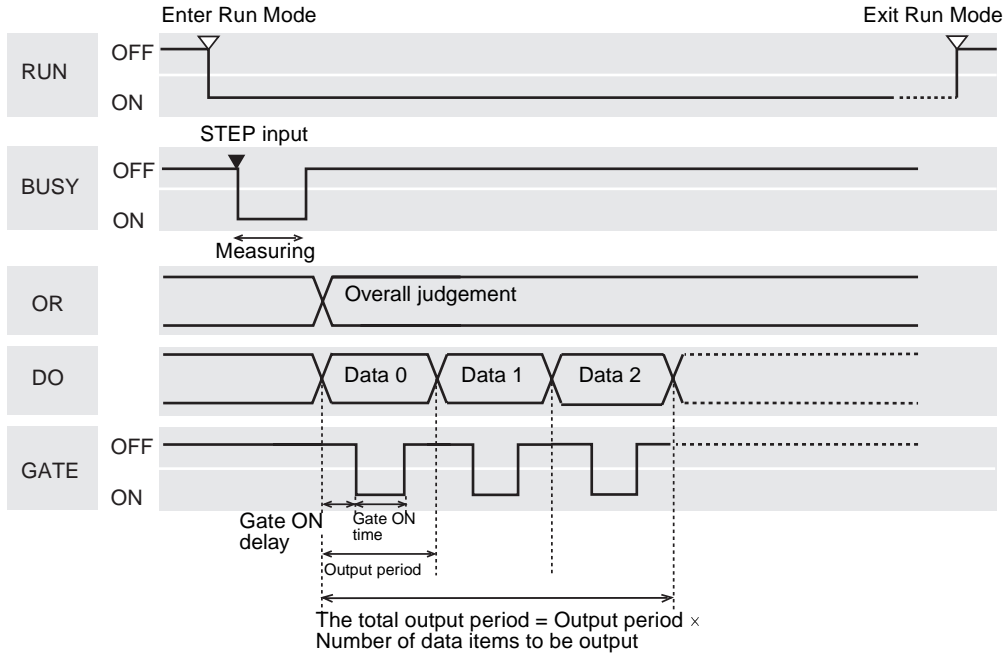 Enter Run Mode
Exit Run Mode
RUN
OFF
ON
STEP input
BUSY
OFF
ON
Measuring
OR
Overall judgement
DO
Data 0
Data 1
Data 2
GATE
OFF
ON
Gate ON
delay
Gate ON
time
Output period
The total output period = Output period ×
Number of data items to be output